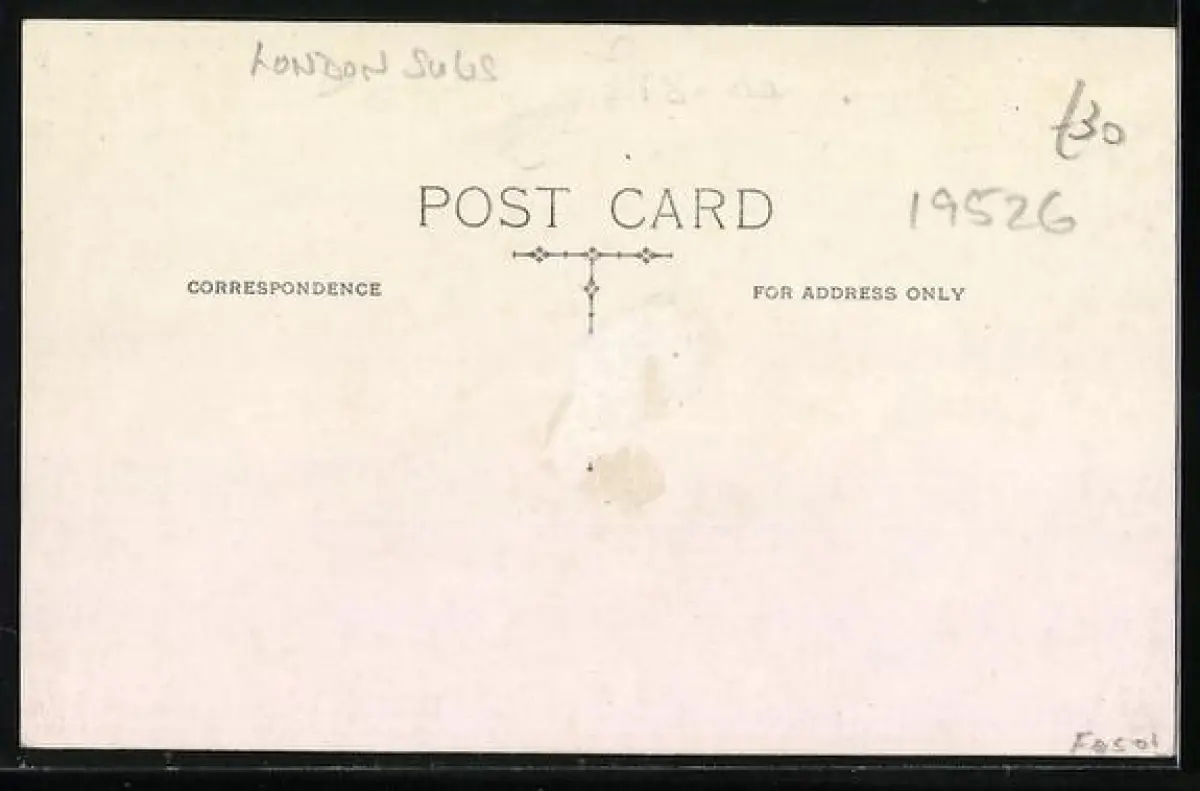 LONDON SUBS
£30
POST CARD
19526
CORRESPONDENCE
FOR ADDRESS ONLY